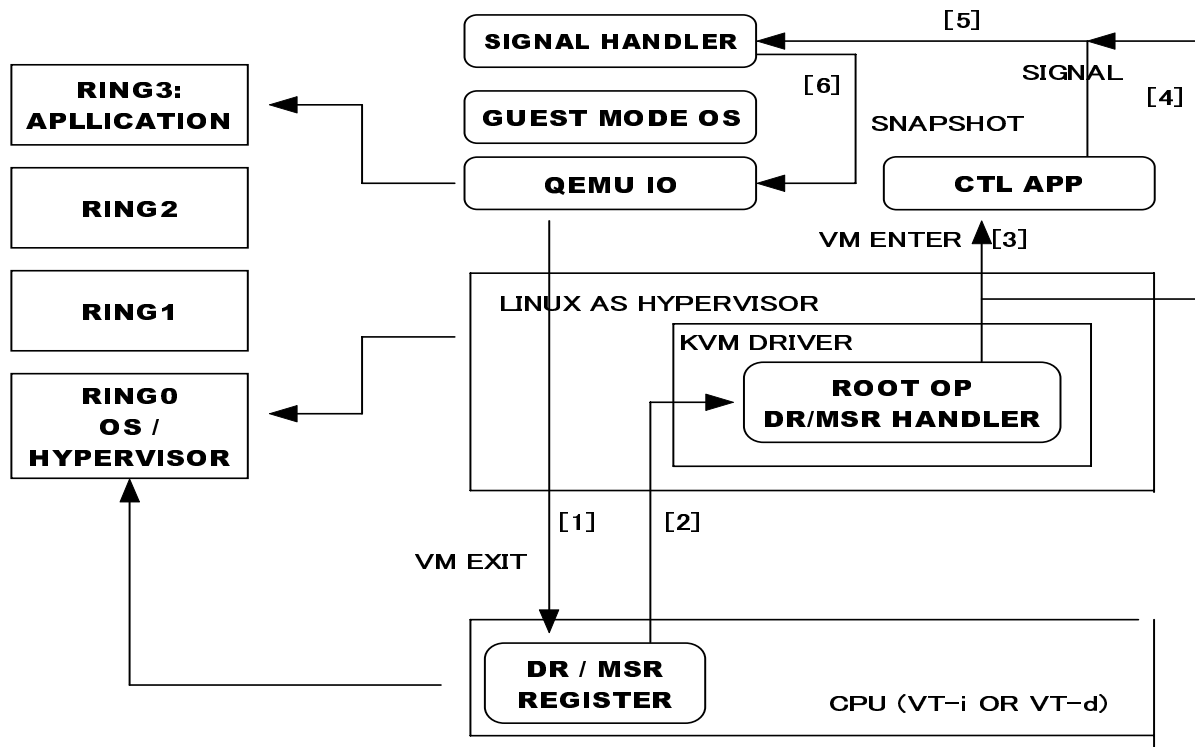 [5]
SIGNAL HANDLER
SIGNAL
[4]
[6]
RING3:
APLLICATION
GUEST MODE OS
SNAPSHOT
QEMU IO
CTL APP
RING2
VM ENTER
[3]
RING1
LINUX AS HYPERVISOR
KVM DRIVER
RING0
OS /
HYPERVISOR
ROOT OP
DR/MSR HANDLER
[1]
[2]
VM EXIT
DR / MSR
REGISTER
CPU (VT-i OR VT-d)